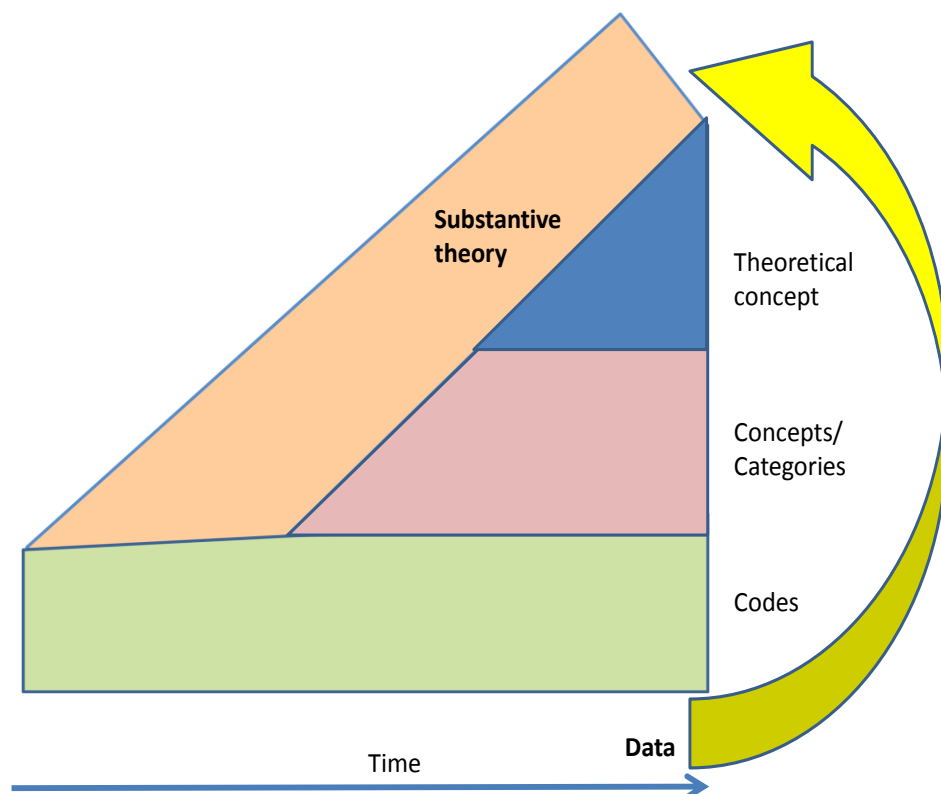 Substantive
theory
Theoretical
concept
Concepts/
Categories
Codes
Data
Time